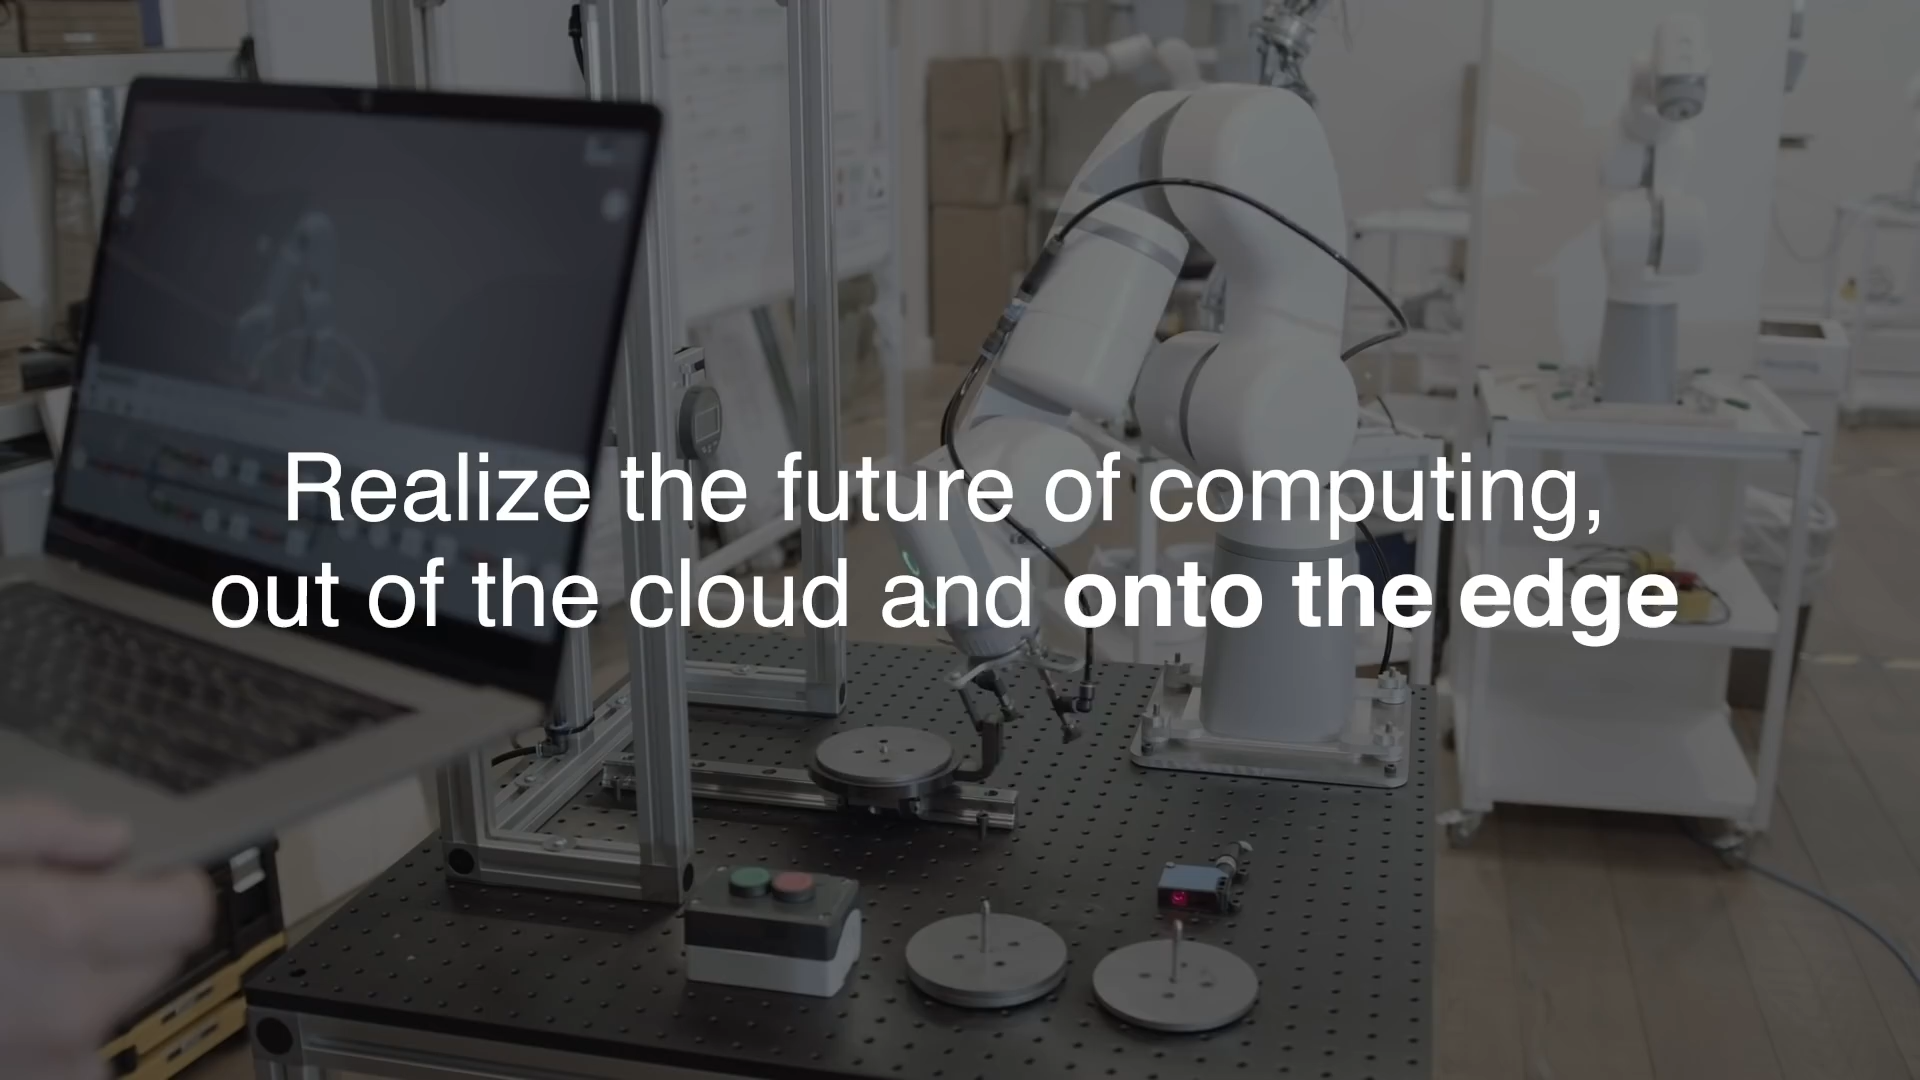 Realize the future of computing,
out of the cloud and onto the edge